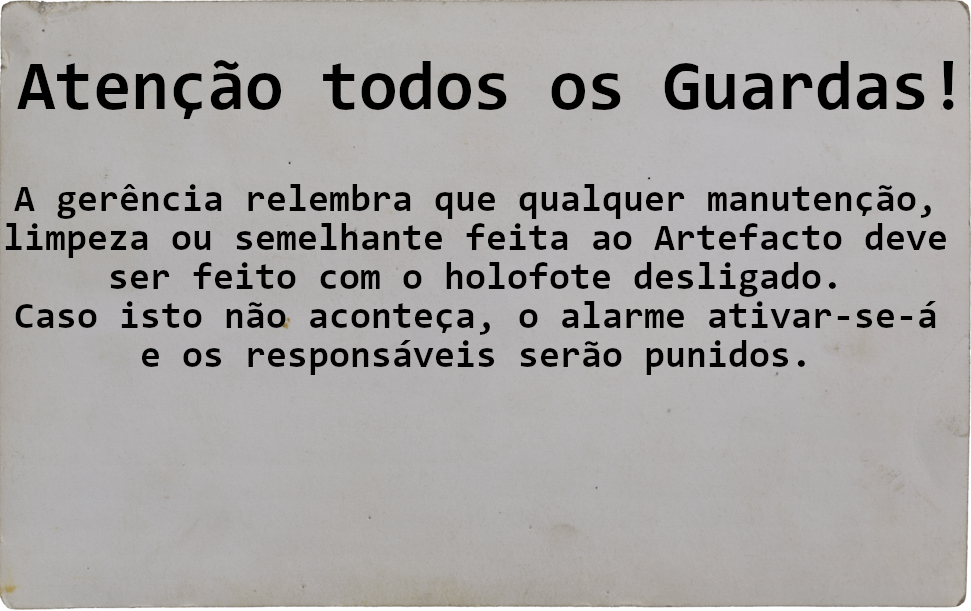 Atenção todos os Guardas!
A gerência relembra que qualquer manutenção,
limpeza ou semelhante feita ao Artefacto deve
ser feito com o holofote desligado.
Caso isto não aconteça, o alarme ativar-se-á
e os responsáveis serão punidos.